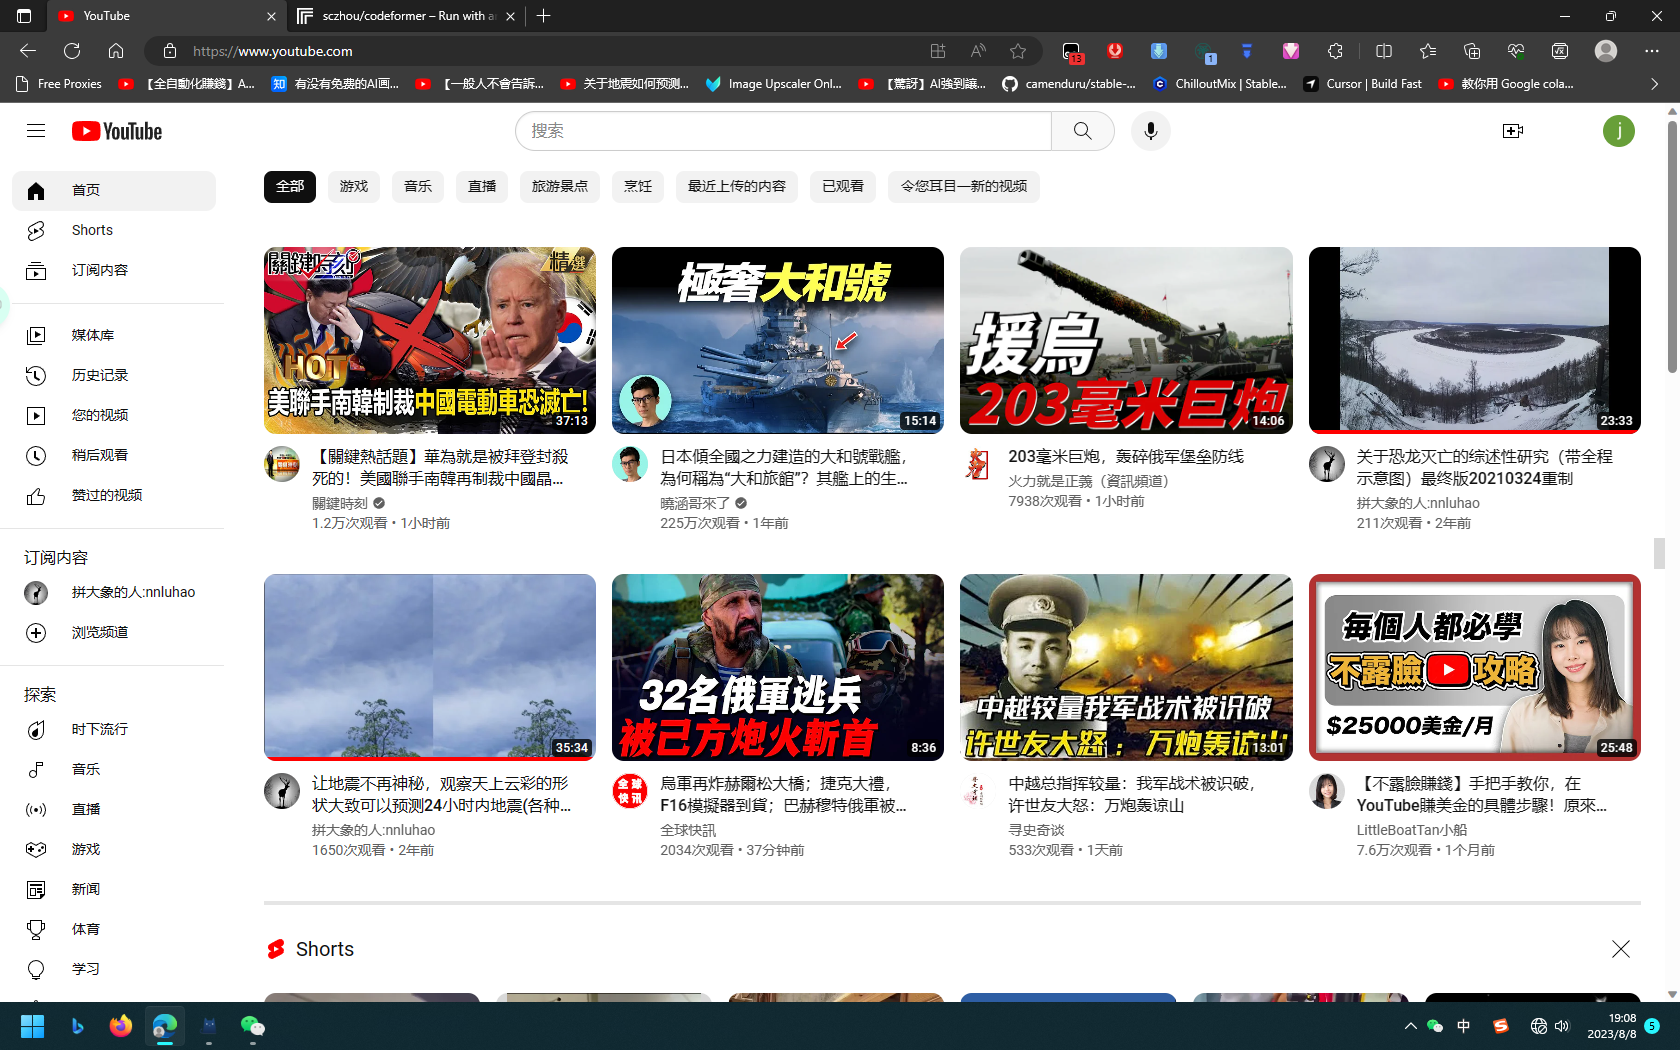 YouTube
sczhou/codeformer – Run with a
https://www.youtube.com
13
1
Free Proxies
【全自動化賺錢】A...
知
有没有免费的AI画...
【一般人不會告訴...
关于地震如何预测...
Image Upscaler Onl...
【驚訝】AI強到讓...
camenduru/stable-...
ChilloutMix | Stable...
Cursor | Build Fast
教你用 Google cola...
YouTube
搜索
j
首页
Shorts
订阅内容
媒体库
历史记录
您的视频
稍后观看
赞过的视频
订阅内容
拼大象的人:nnluhao
浏览频道
探索
时下流行
音乐
直播
游戏
新闻
体育
学习
全部
游戏
音乐
直播
旅游景点
烹饪
最近上传的内容
已观看
令您耳目一新的视频
關鍵時刻
精選
HOT
美聯手南韓制裁中國電動車恐滅亡!
37:13
【關鍵熱話題】華為就是被拜登封殺
死的！美國聯手南韓再制裁中國晶...
關鍵時刻
1.2万次观看 • 1小时前
極奢大和號
15:14
日本傾全國之力建造的大和號戰艦，
為何稱為“大和旅館”？其艦上的生...
曉涵哥來了
225万次观看 • 1年前
援烏
203毫米巨炮
14:06
203毫米巨炮，轰碎俄军堡垒防线
火力就是正義（資訊頻道）
7938次观看 • 1小时前
23:33
关于恐龙灭亡的综述性研究（带全程
示意图）最终版20210324重制
拼大象的人:nnluhao
211次观看 • 2年前
35:34
让地震不再神秘，观察天上云彩的形
状大致可以预测24小时内地震(各种...
拼大象的人:nnluhao
1650次观看 • 2年前
32名俄軍逃兵
被己方炮火斬首
8:36
全球
快讯
烏軍再炸赫爾松大橋；捷克大禮，
F16模擬器到貨；巴赫穆特俄軍被...
全球快訊
2034次观看 • 37分钟前
中越较量我军战术被识破
许世友大怒：万炮轰谅山
13:01
中越总指挥较量：我军战术被识破，
许世友大怒：万炮轰谅山
寻史奇谈
533次观看 • 1天前
每個人都必學
不露臉
攻略
$25000美金/月
25:48
【不露臉賺錢】手把手教你，在
YouTube賺美金的具體步驟！原來...
LittleBoatTan小船
7.6万次观看 • 1个月前
Shorts
中
S
19:08
2023/8/8
5